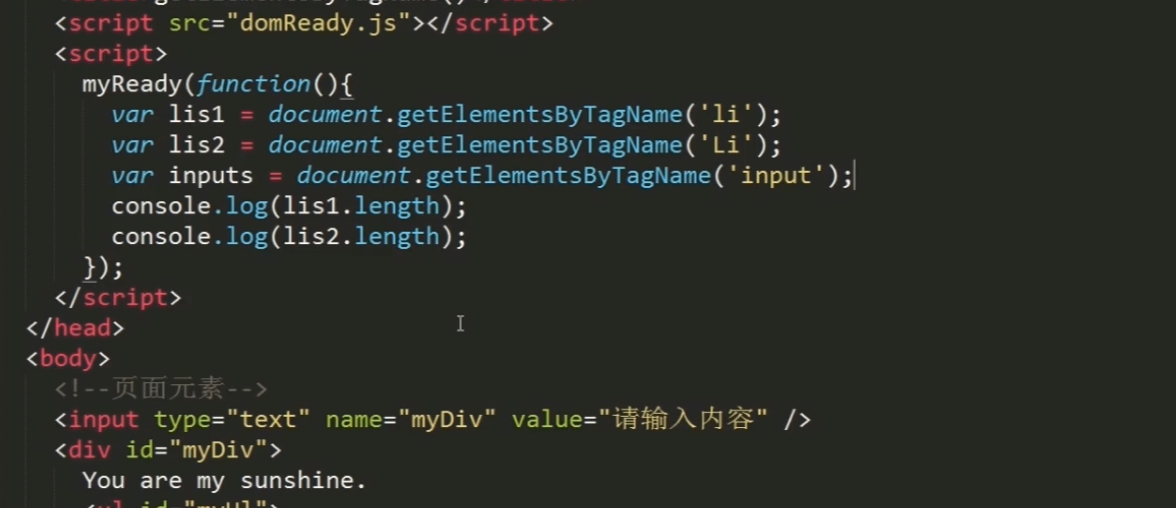 <script src="domReady.js"></script>
<script>
myReady(function(){
var lis1 = document.getElementsByTagName('li');
var lis2 = document.getElementsByTagName('Li');
var inputs = document.getElementsByTagName('input');
console.log(lis1.length);
console.log(lis2.length);
});
</script>
</head>
<body>
<!--页面元素-->
<input type="text" name="myDiv" value="请输入内容" />
<div id="myDiv">
You are my sunshine.